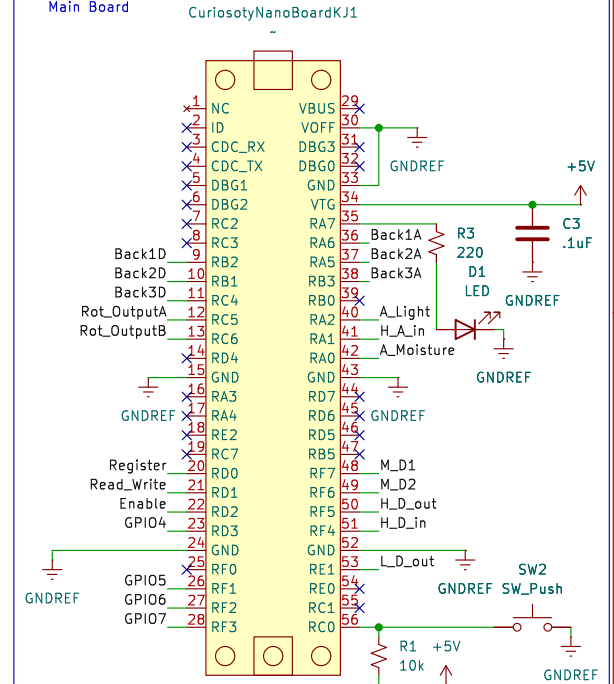 Main Board
CuriosotyNanoBoardKJ1
~
1 NC VBUS 29
2 ID VOFF 30
3 CDC_RX DBG3 31
4 CDC_TX DBG0 32
GNDREF
+5V
5 DBG1 GND 33
6 DBG2 VTG 34
7 RC2 RA7 35
8 RC3 RA6 36 Back1A
R3
220
C3
.1uF
Back1D 9 RB2 RA5 37 Back2A
Back2D 10 RB1 RB3 38 Back3A
D1
LED
GNDREF
Back3D 11 RC4 RB0 39
Rot_OutputA 12 RC5 RA2 40 A_Light
Rot_OutputB 13 RC6 RA1 41 H_A_in
14 RD4 RA0 42 A_Moisture
15 GND GND 43
GNDREF
16 RA3 RD7 44
GNDREF 17 RA4 RD6 45 GNDREF
18 RE2 RD5 46
19 RC7 RB5 47
Register 20 RD0 RF7 48 M_D1
Read_Write 21 RD1 RF6 49 M_D2
Enable 22 RD2 RF5 50 H_D_out
GPIO4 23 RD3 RF4 51 H_D_in
24 GND GND 52
25 RF0 RE1 53 L_D_out
SW2
SW_Push
GNDREF
GPIO5 26 RF1 RE0 54 GNDREF
GPIO6 27 RF2 RC1 55
GPIO7 28 RF3 RC0 56
R1 +5V
10k
GNDREF